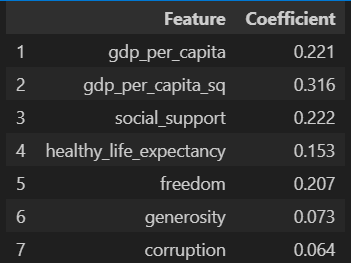 Feature Coefficient
1 gdp_per_capita 0.221
2 gdp_per_capita_sq 0.316
3 social_support 0.222
4 healthy_life_expectancy 0.153
5 freedom 0.207
6 generosity 0.073
7 corruption 0.064